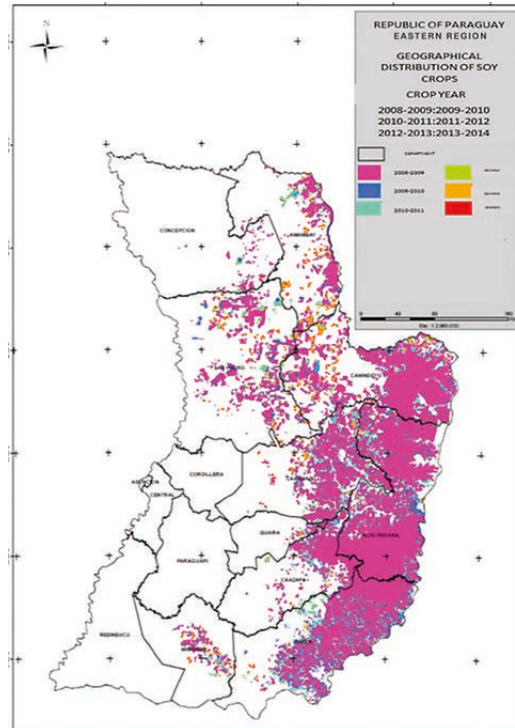 N
REPUBLIC OF PARAGUAY
EASTERN REGION
GEOGRAPHICAL
DISTRIBUTION OF SOY
CROPS
CROP YEAR
2008-2009:2009-2010
2010-2011:2011-2012
2012-2013:2013-2014
DEPARTMENT
2008-2009
2009-2010
2010-2011
CONCEPCION
AMAMBAY
SAN PEDRO
CANINDEYU
CORDILLERA
ASUNCION
CENTRAL
GUAIRA
ALTO PARANA
PARAGUARI
CAAZAPA